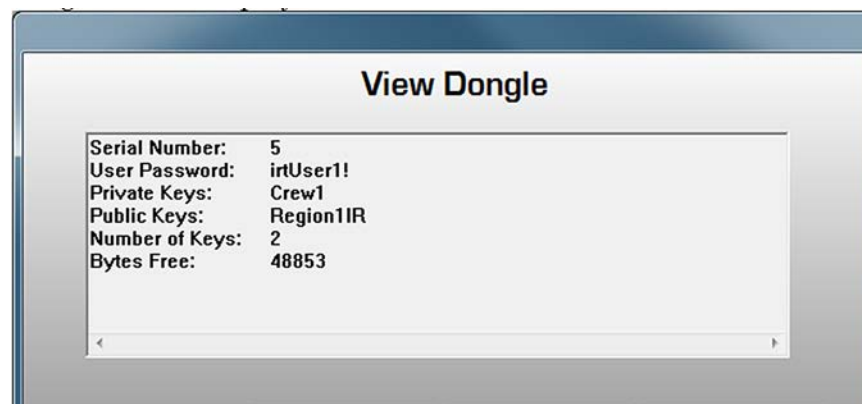 View Dongle
Serial Number: 5
User Password: irtUser1!
Private Keys: Crew1
Public Keys: Region1IR
Number of Keys: 2
Bytes Free: 48853